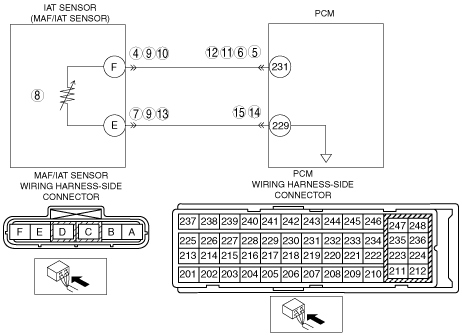 IAT SENSOR
(MAF/IAT SENSOR)
PCM
F
4 9 10
12 11 6 5
231
8
E
7 9 13
15 14
229
MAF/IAT SENSOR
WIRING HARNESS-SIDE
CONNECTOR
F E D C B A
PCM
WIRING HARNESS-SIDE
CONNECTOR
237 238 239 240 241 242 243 244 245 246 247 248
225 226 227 228 229 230 231 232 233 234 235 236
213 214 215 216 217 218 219 220 221 222 223 224
201 202 203 204 205 206 207 208 209 210 211 212